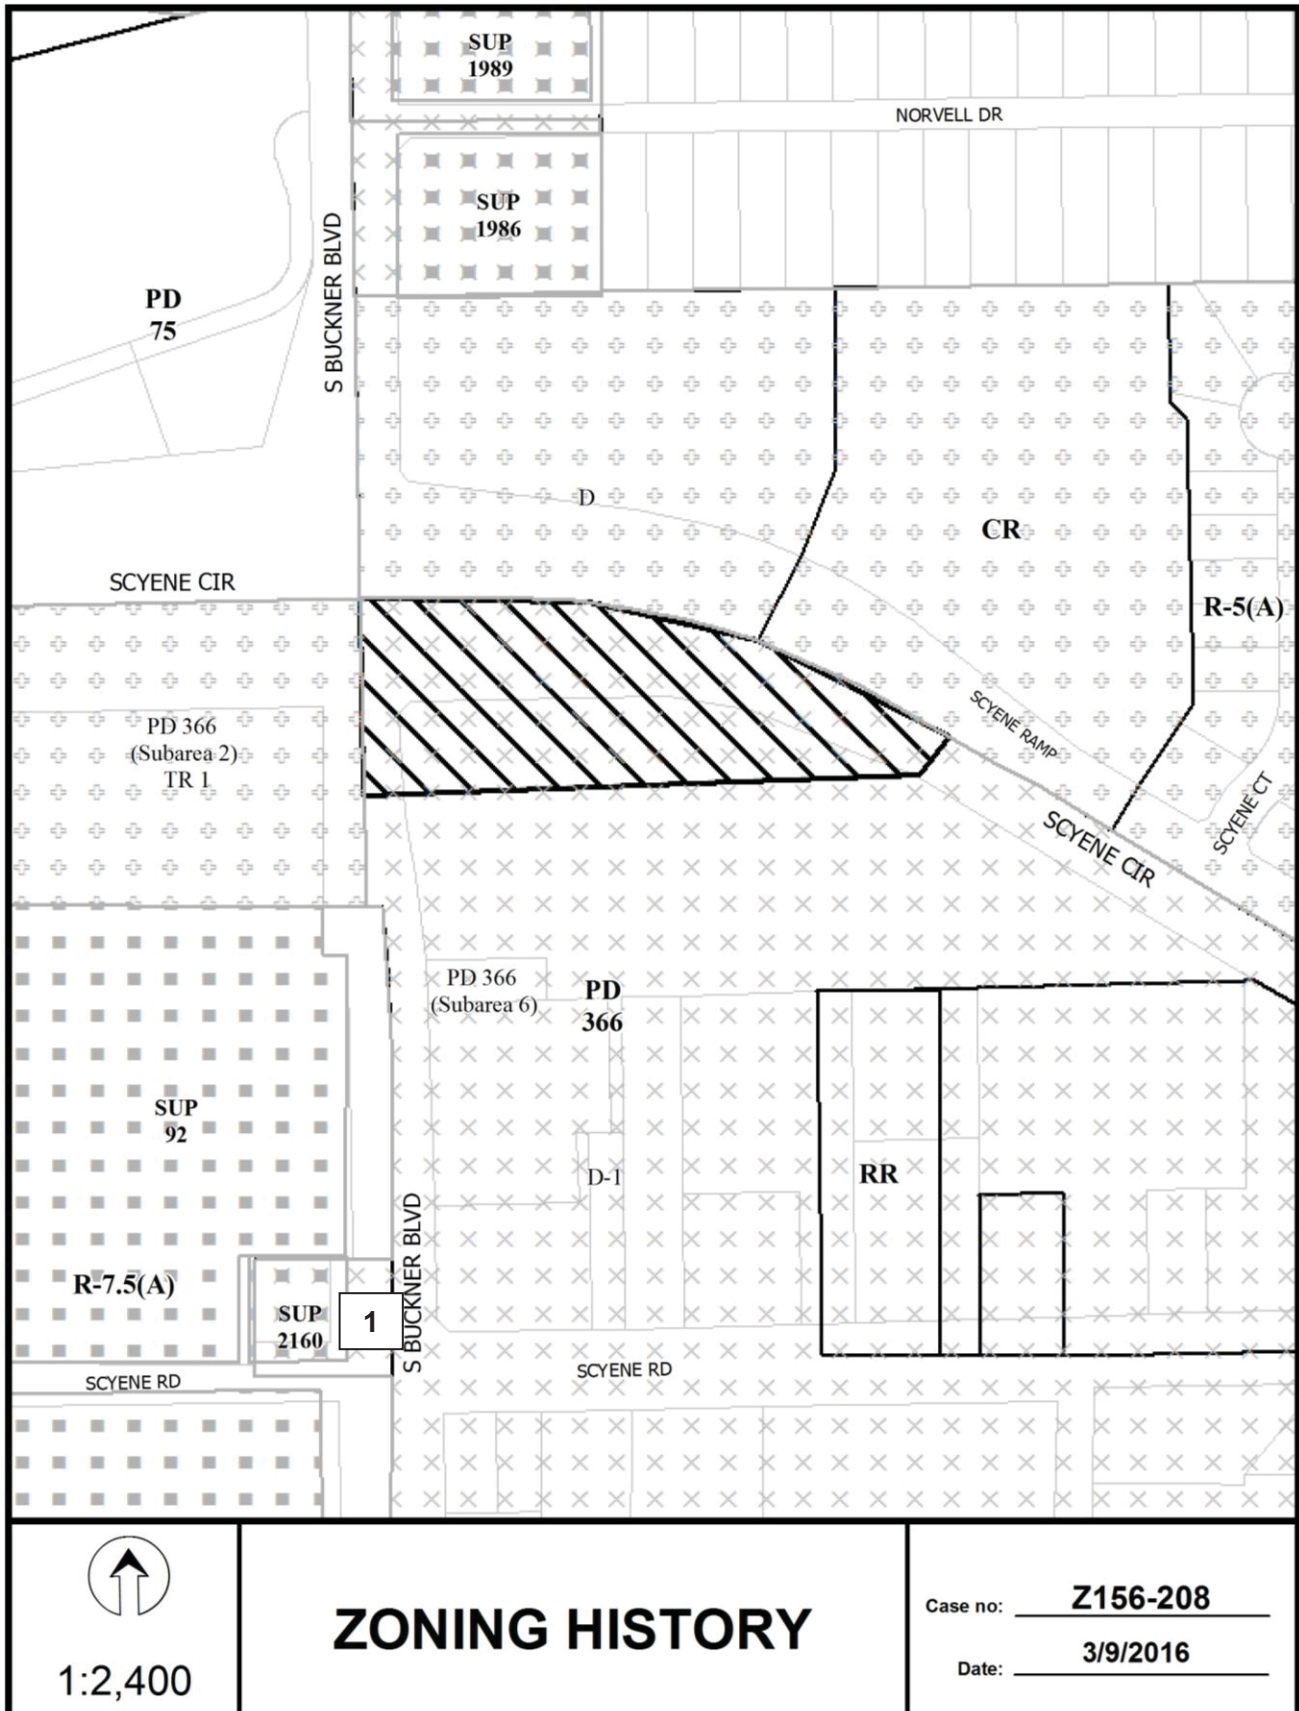 SUP
1989
NORVELL DR
SUP
1986
S BUCKNER BLVD
PD
75
D
CR
SCYENE CIR
R-5(A)
SCYENE RAMP
PD 366
(Subarea 2)
TR 1
SCYENE CT
SCYENE CIR
PD 366
(Subarea 6)
PD
366
SUP
92
D-1
RR
S BUCKNER BLVD
R-7.5(A)
SUP
2160
1
SCYENE RD
SCYENE RD
1:2,400
ZONING HISTORY
Case no: Z156-208
Date: 3/9/2016